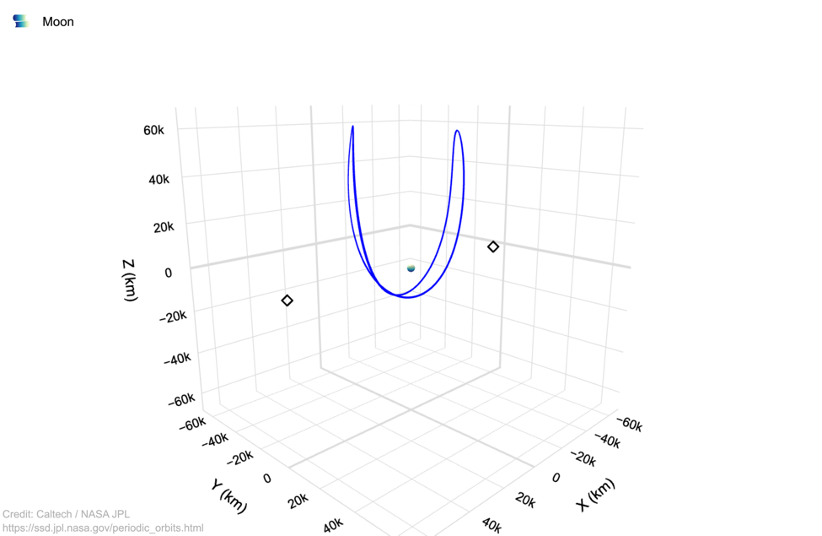 Moon
60k
40k
20k
0
−20k
−40k
−60k
Z (km)
−60k
−40k
−20k
0
20k
40k
Y (km)
−60k
−40k
−20k
0
20k
40k
X (km)
Credit: Caltech / NASA JPL
https://ssd.jpl.nasa.gov/periodic_orbits.html